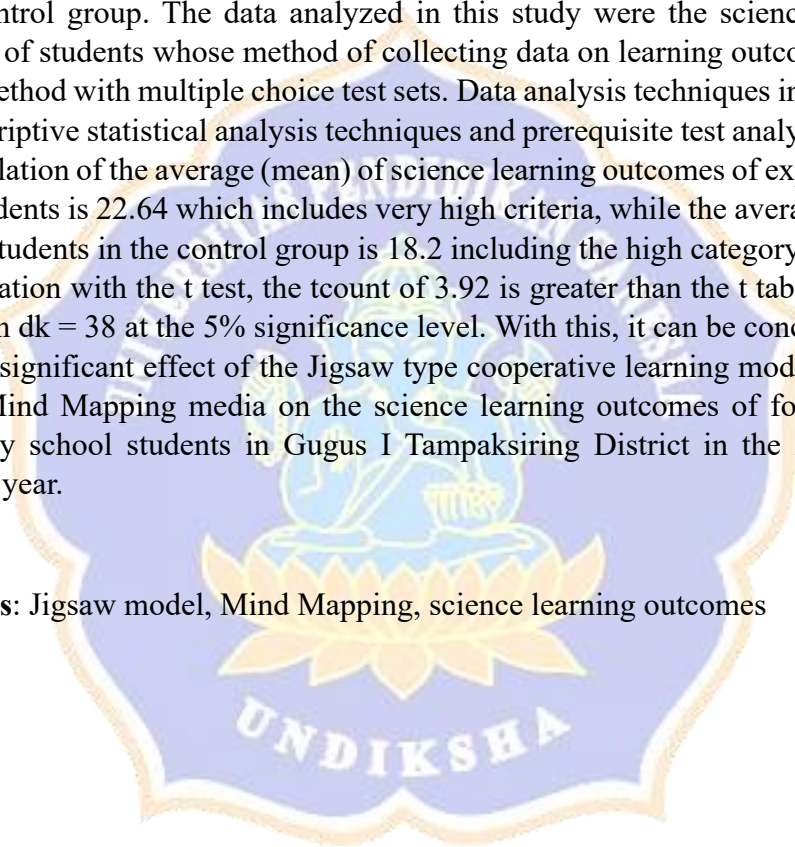 ntrol group. The data analyzed in this study were the scienc
of students whose method of collecting data on learning outco
ethod with multiple choice test sets. Data analysis techniques in
riptive statistical analysis techniques and prerequisite test analy
lation of the average (mean) of science learning outcomes of ex
dents is 22.64 which includes very high criteria, while the avera
tudents in the control group is 18.2 including the high category
ation with the t test, the tcount of 3.92 is greater than the t tab
n dk = 38 at the 5% significance level. With this, it can be conc
significant effect of the Jigsaw type cooperative learning mod
Mind Mapping media on the science learning outcomes of fo
y school students in Gugus I Tampaksiring District in the
year.
s: Jigsaw model, Mind Mapping, science learning outcomes
UNIVERSITAS PENDIDIKAN GANESHA
UNDIKSHA